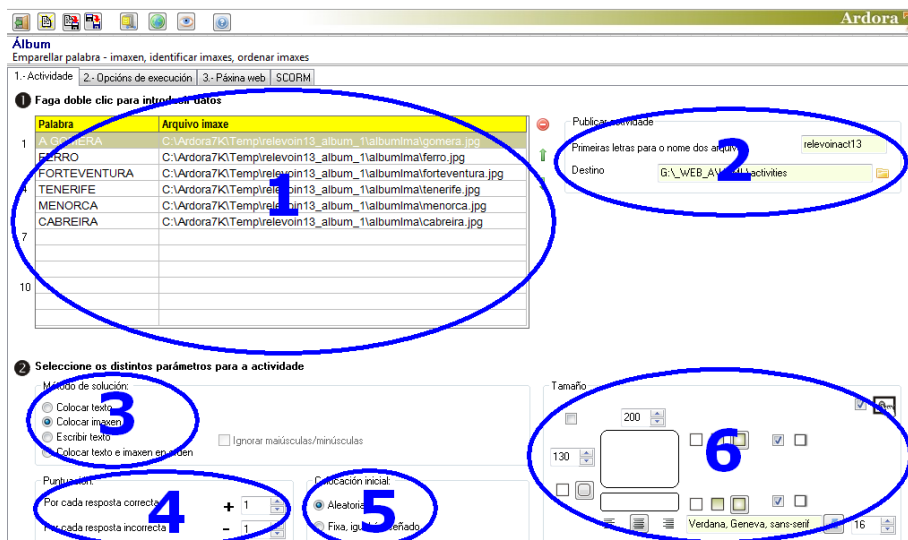 Ardora
Álbum
Emparellar palabra - imaxen, identificar imaxes, ordenar imaxes
1.- Actividade 2.- Opcións de execución 3.- Páxina web SCORM
1 Faga doble clic para introducir datos
Palabra Arquivo imaxe
1 A GOMERA C:\Ardora7K\Temp\relevoin13_album_1\albumIma\gomera.jpg
FERRO C:\Ardora7K\Temp\relevoin13_album_1\albumIma\ferro.jpg
FORTEVENTURA C:\Ardora7K\Temp\relevoin13_album_1\albumIma\forteventura.jpg
4 TENERIFE C:\Ardora7K\Temp\relevoin13_album_1\albumIma\tenerife.jpg
MENORCA C:\Ardora7K\Temp\relevoin13_album_1\albumIma\menorca.jpg
CABREIRA C:\Ardora7K\Temp\relevoin13_album_1\albumIma\cabreira.jpg
7
10
1
Publicar actividade
Primeiras letras para o nome dos arquivos relevoinact13
Destino
2
2 Seleccione os distintos parámetros para a actividade
Método de solución:
Colocar texto
Colocar imaxen
Escribir texto Ignorar maiúsculas/minúsculas
Colocar texto e imaxen en orden
3
Puntuación:
Por cada resposta correcta + 1
Por cada resposta incorrecta - 1
4
Colocación inicial:
Aleatoria
Fixa, igual ó deseñado
5
Tamaño
200
130
Verdana, Geneva, sans-serif 16
6